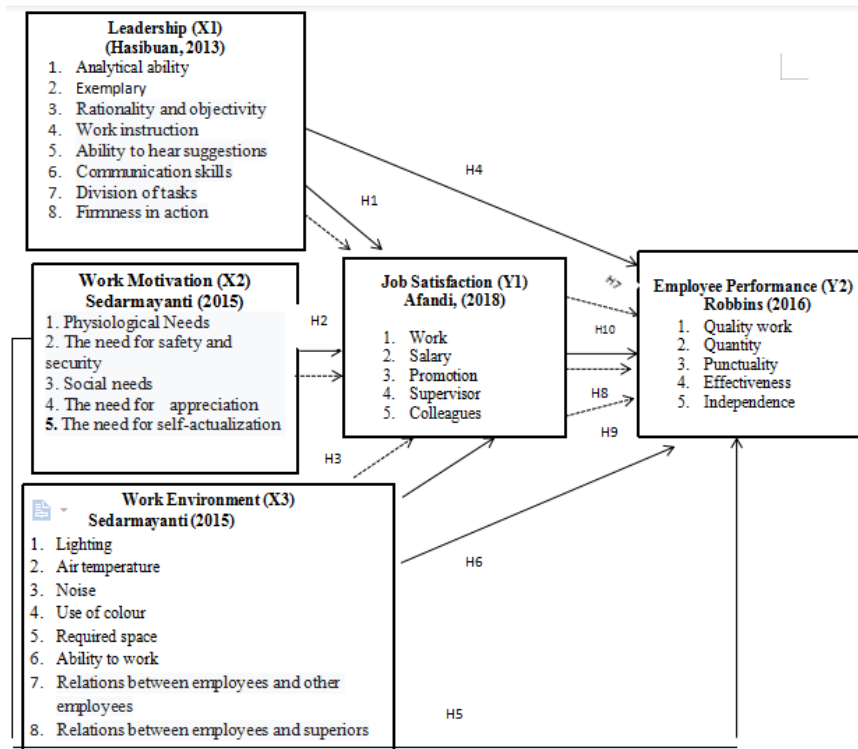 Leadership (X1)
(Hasibuan, 2013)
1. Analytical ability
2. Exemplary
3. Rationality and objectivity
4. Work instruction
5. Ability to hear suggestions
6. Communication skills
7. Division of tasks
8. Firmness in action
H4
H1
Work Motivation (X2)
Sedarmayanti (2015)
1. Physiological Needs
2. The need for safety and
security
3. Social needs
4. The need for appreciation
5. The need for self-actualization
H2
Job Satisfaction (Y1)
Afandi, (2018)
1. Work
2. Salary
3. Promotion
4. Supervisor
5. Colleagues
H7
H10
H8
H9
Employee Performance (Y2)
Robbins (2016)
1. Quality work
2. Quantity
3. Punctuality
4. Effectiveness
5. Independence
H3
Work Environment (X3)
Sedarmayanti (2015)
1. Lighting
2. Air temperature
3. Noise
4. Use of colour
5. Required space
6. Ability to work
7. Relations between employees and other
employees
8. Relations between employees and superiors
H6
H5